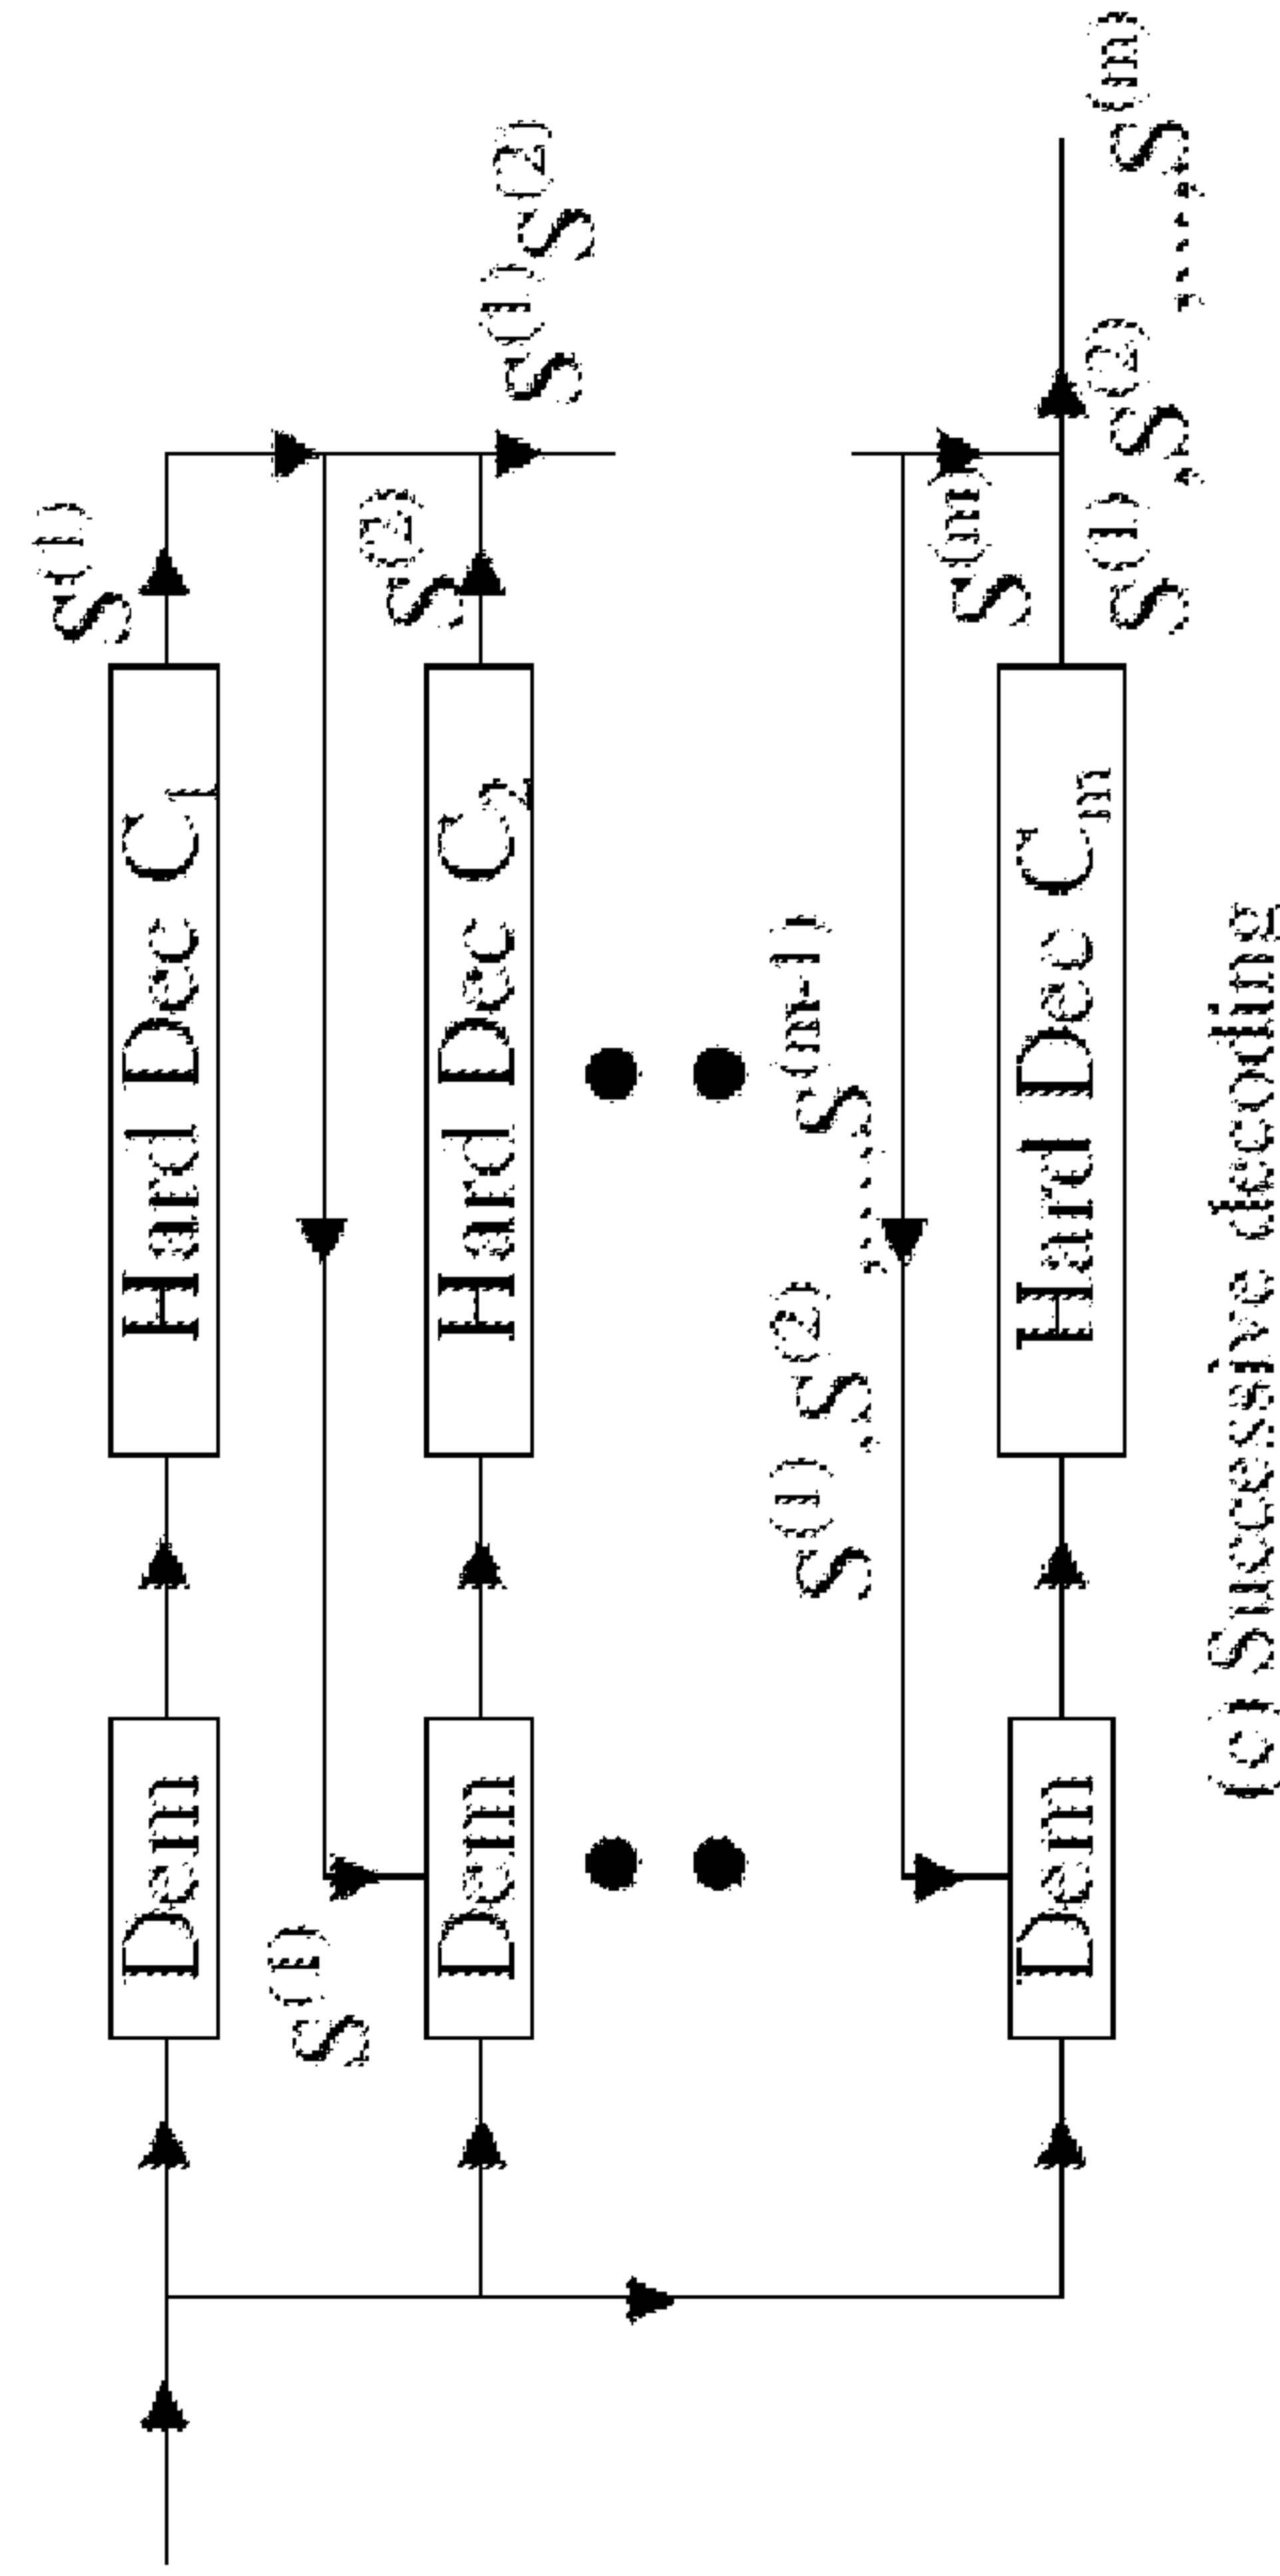 S(1)
Dem
Hard Dec C1
S(1)
S(2)
S(1)S(2)
Dem
Hard Dec C2
S(1),S(2),......S(m-1)
S(m)
Dem
Hard Dec Cm
S(1),S(2),......S(m)
(c) Successive decoding